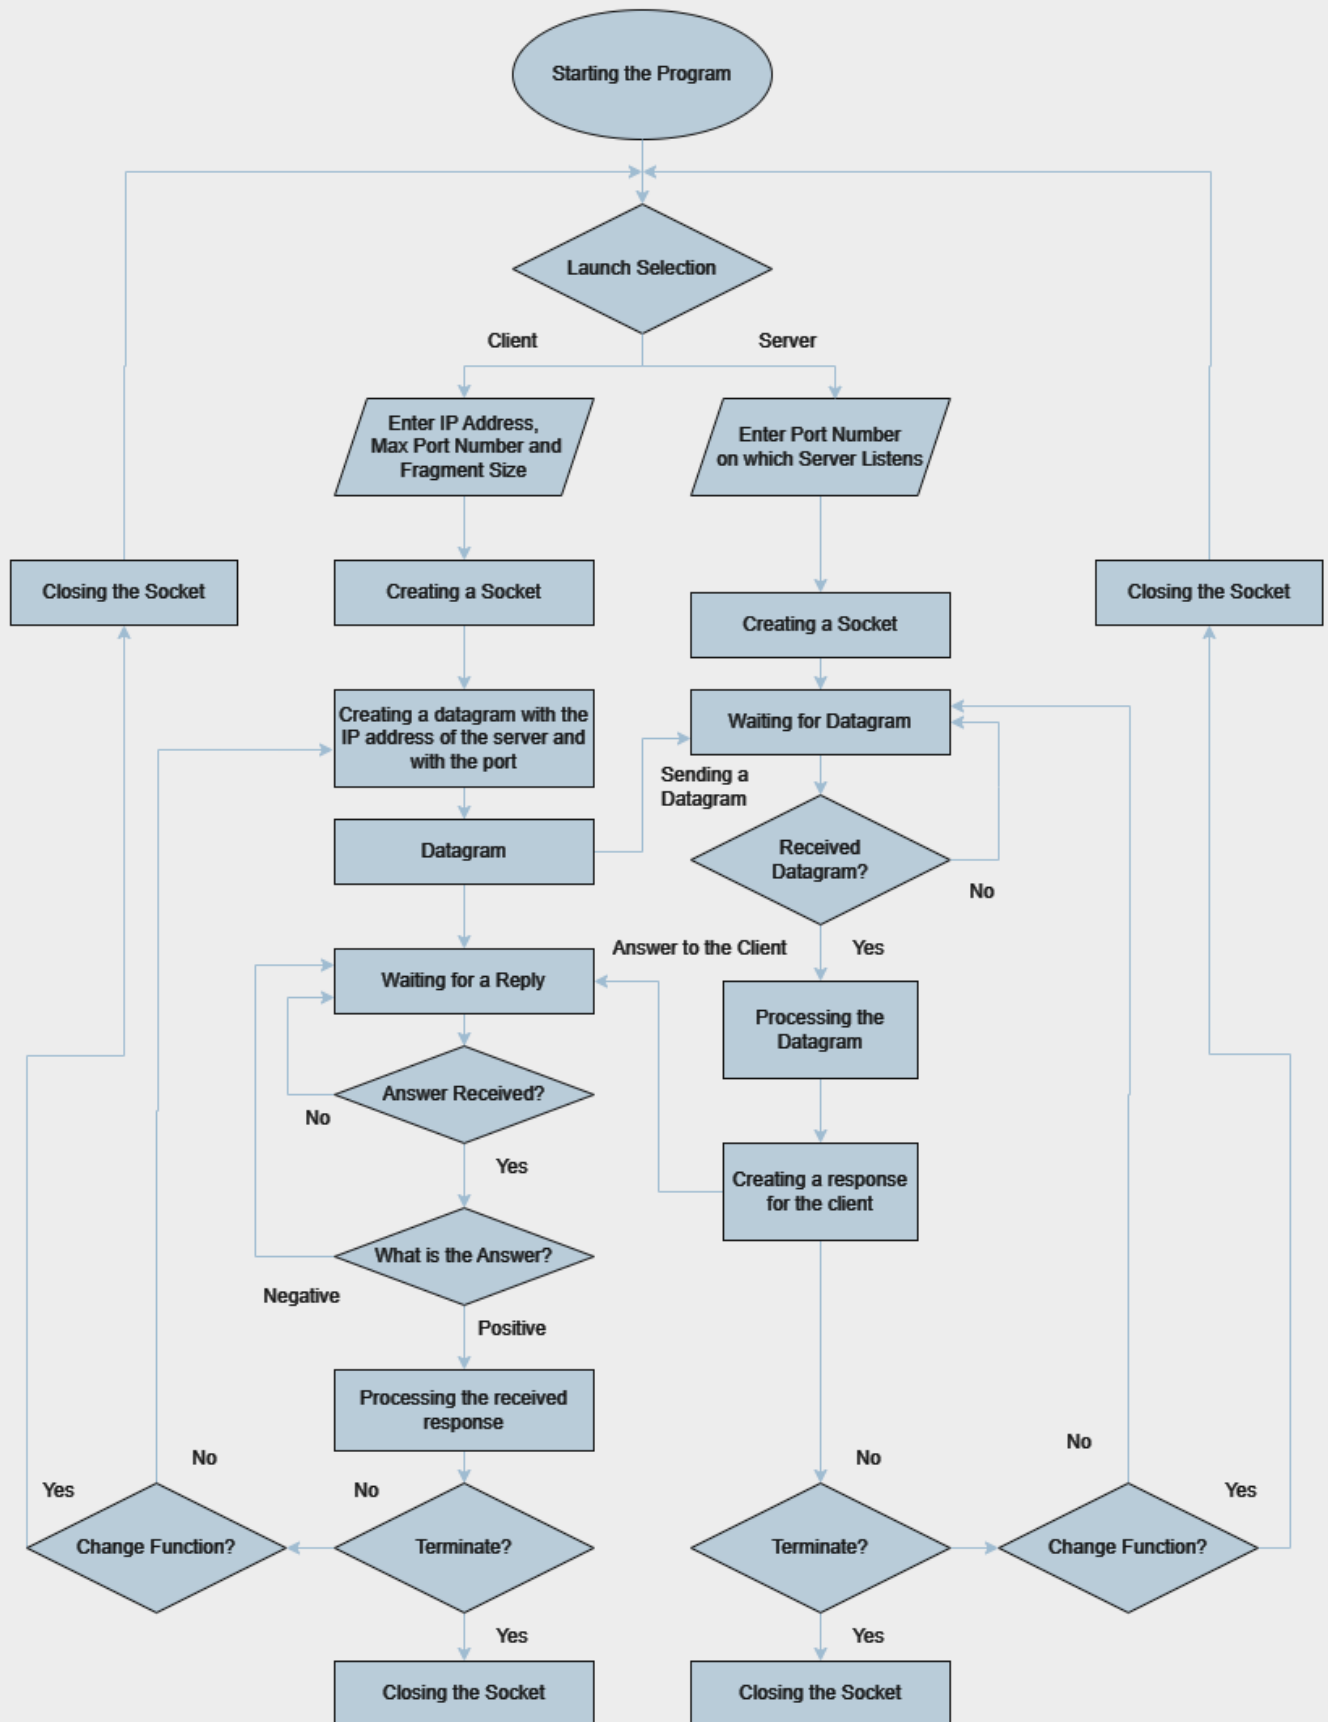 Starting the Program
Launch Selection
Client
Server
Enter IP Address,
Max Port Number and
Fragment Size
Enter Port Number
on which Server Listens
Closing the Socket
Creating a Socket
Closing the Socket
Creating a Socket
Creating a datagram with the
IP address of the server and
with the port
Waiting for Datagram
Sending a
Datagram
Datagram
Received
Datagram?
No
Answer to the Client
Yes
Waiting for a Reply
Processing the
Datagram
Answer Received?
No
Yes
Creating a response
for the client
What is the Answer?
Negative
Positive
Processing the received
response
No
Yes
No
No
No
Yes
Change Function?
Terminate?
Terminate?
Change Function?
Yes
Yes
Closing the Socket
Closing the Socket